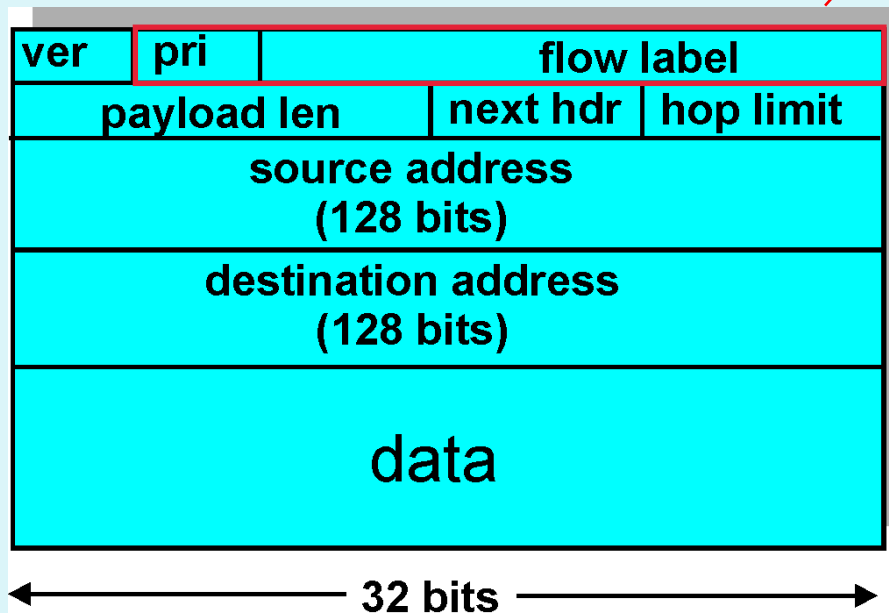 ver pri flow label
payload len next hdr hop limit
source address
(128 bits)
destination address
(128 bits)
data
32 bits